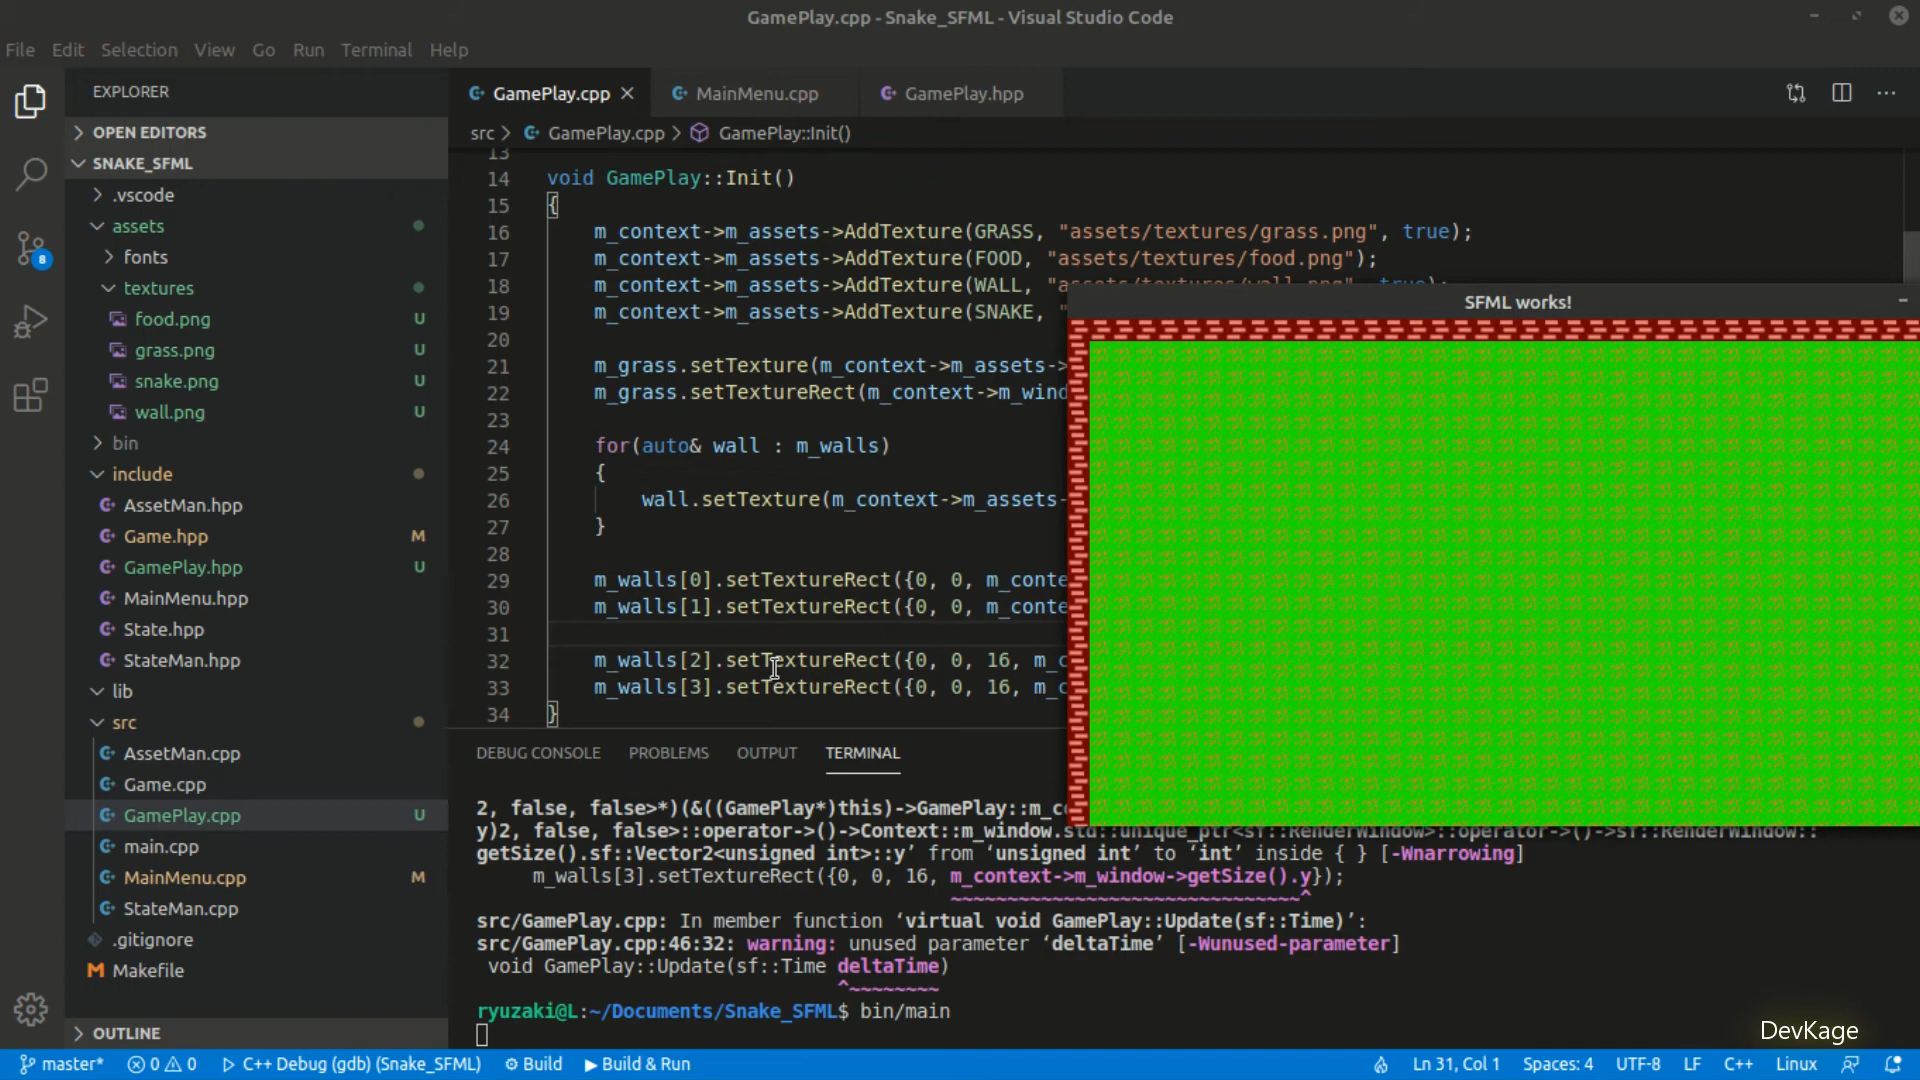 GamePlay.cpp - Snake_SFML - Visual Studio Code
File Edit Selection View Go Run Terminal Help
EXPLORER
OPEN EDITORS
SNAKE_SFML
.vscode
assets
fonts
textures
food.png U
grass.png U
snake.png U
wall.png U
bin
include
AssetMan.hpp
Game.hpp M
GamePlay.hpp U
MainMenu.hpp
State.hpp
StateMan.hpp
lib
src
AssetMan.cpp
Game.cpp
GamePlay.cpp U
main.cpp
MainMenu.cpp M
StateMan.cpp
.gitignore
Makefile
OUTLINE
8
GamePlay.cpp MainMenu.cpp GamePlay.hpp
src > GamePlay.cpp > GamePlay::Init()
13
14 void GamePlay::Init()
15 {
16 m_context->m_assets->AddTexture(GRASS, "assets/textures/grass.png", true);
17 m_context->m_assets->AddTexture(FOOD, "assets/textures/food.png");
18 m_context->m_assets->AddTexture(WALL, "assets/textures/wall.png", true);
19 m_context->m_assets->AddTexture(SNAKE, "
20
21 m_grass.setTexture(m_context->m_assets->
22 m_grass.setTextureRect(m_context->m_wind
23
24 for(auto& wall : m_walls)
25 {
26 wall.setTexture(m_context->m_assets-
27 }
28
29 m_walls[0].setTextureRect({0, 0, m_conte
30 m_walls[1].setTextureRect({0, 0, m_conte
31
32 m_walls[2].setTextureRect({0, 0, 16, m_c
33 m_walls[3].setTextureRect({0, 0, 16, m_c
34 }
SFML works!
DEBUG CONSOLE PROBLEMS OUTPUT TERMINAL
2, false, false>*)(&((GamePlay*)this)->GamePlay::m_co
y)2, false, false>::operator->()->Context::m_window.std::unique_ptr<sf::RenderWindow>::operator->()->sf::RenderWindow::
getSize().sf::Vector2<unsigned int>::y’ from ‘unsigned int’ to ‘int’ inside { } [-Wnarrowing]
m_walls[3].setTextureRect({0, 0, 16, m_context->m_window->getSize().y});
~~~~~~~~~~~~~~~~~~~~~~~~~~~~~~^
src/GamePlay.cpp: In member function ‘virtual void GamePlay::Update(sf::Time)’:
src/GamePlay.cpp:46:32: warning: unused parameter ‘deltaTime’ [-Wunused-parameter]
void GamePlay::Update(sf::Time deltaTime)
^~~~~~~~~
ryuzaki@L:~/Documents/Snake_SFML$ bin/main
DevKage
master* 0 0 C++ Debug (gdb) (Snake_SFML) Build Build & Run Ln 31, Col 1 Spaces: 4 UTF-8 LF C++ Linux